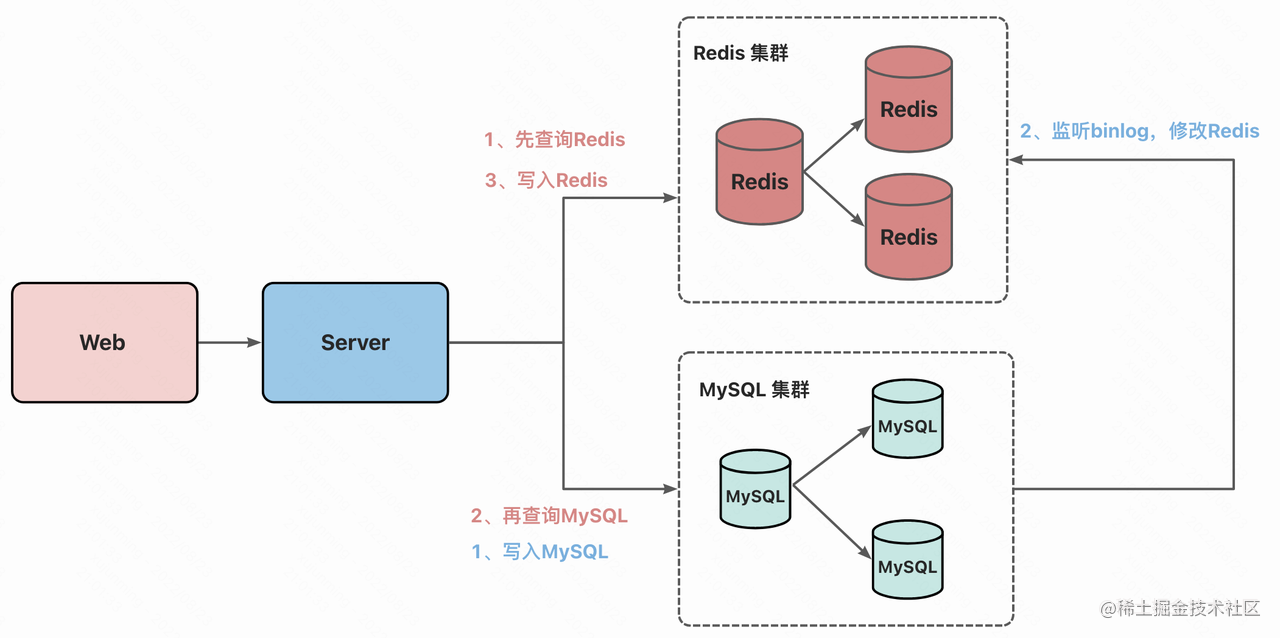 Redis 集群
Redis
Redis
Redis
1、先查询Redis
3、写入Redis
2、监听binlog，修改Redis
Web
Server
MySQL 集群
MySQL
MySQL
MySQL
2、再查询MySQL
1、写入MySQL
@稀土掘金技术社区